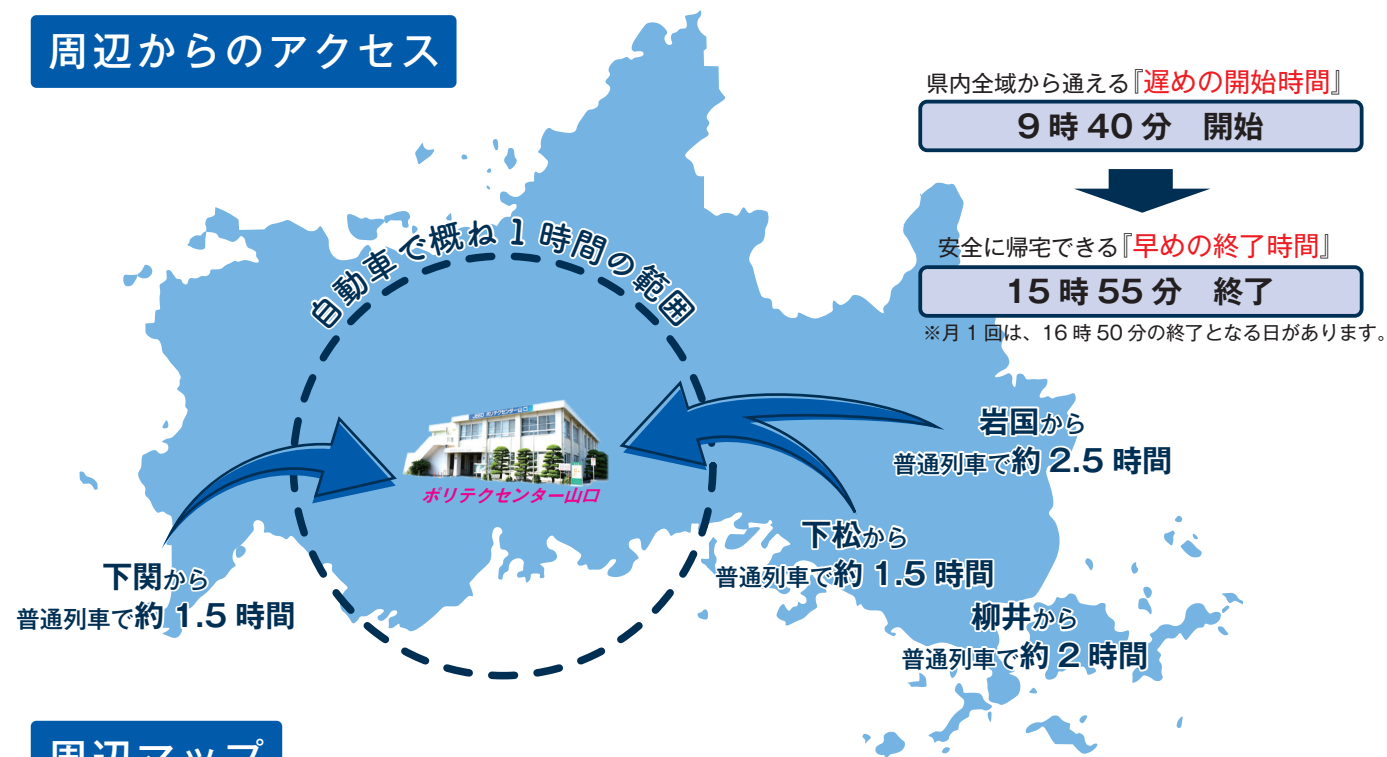 周辺からのアクセス
県内全域から通える『遅めの開始時間』
9時40分 開始
安全に帰宅できる『早めの終了時間』
15時55分 終了
※月1回は、16時50分の終了となる日があります。
自動車で概ね1時間の範囲
ポリテクセンター山口
岩国から
普通列車で約2.5時間
下松から
普通列車で約1.5時間
下関から
普通列車で約1.5時間
柳井から
普通列車で約2時間
周辺マップ